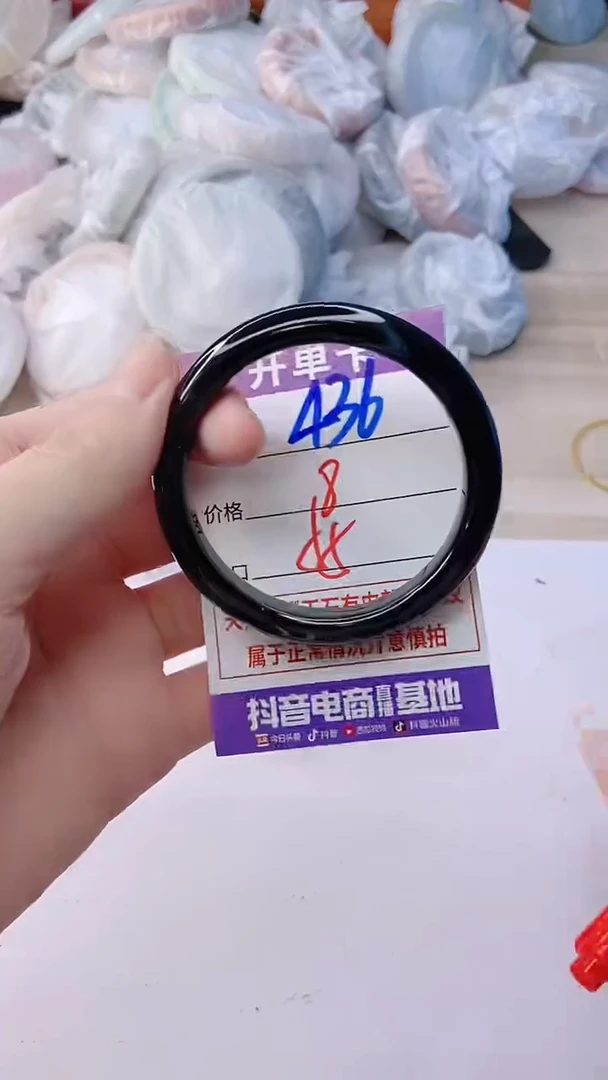 开单卡
436
价格 8
口
属于正常情况介意慎拍
抖音电商直播基地
今日头条 抖音 西瓜视频 抖音火山版